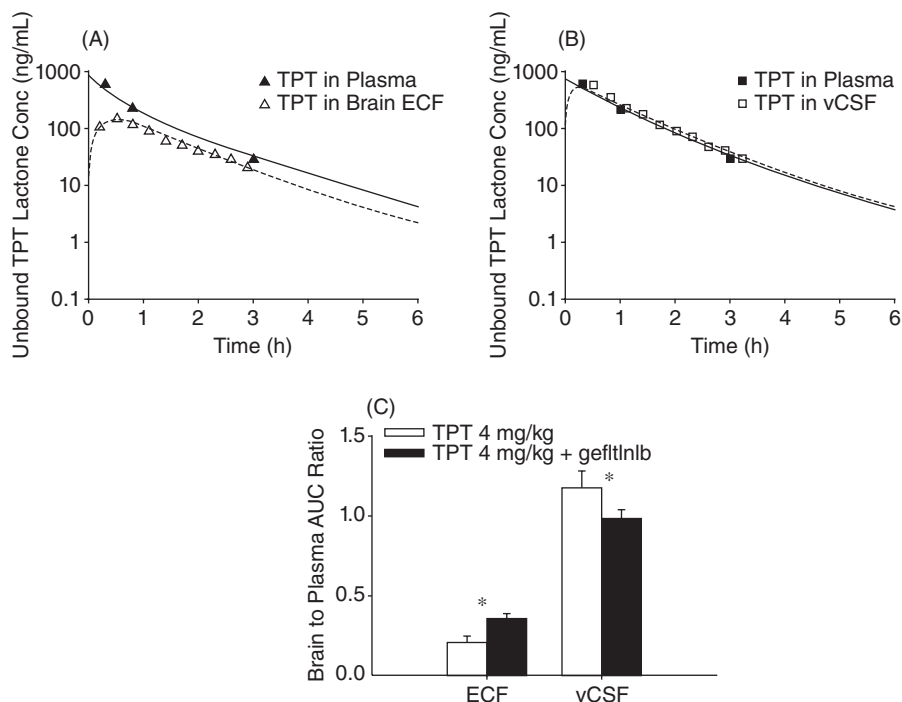 (A)
Unbound TPT Lactone Conc (ng/mL)
1000
100
10
1
0.1
TPT in Plasma
TPT in Brain ECF
0 1 2 3 4 5 6
Time (h)
(B)
Unbound TPT Lactone Conc (ng/mL)
1000
100
10
1
0.1
TPT in Plasma
TPT in vCSF
0 1 2 3 4 5 6
Time (h)
(C)
Brain to Plasma AUC Ratio
1.5
1.0
0.5
0.0
TPT 4 mg/kg
TPT 4 mg/kg + gefltlnlb
*
*
ECF vCSF